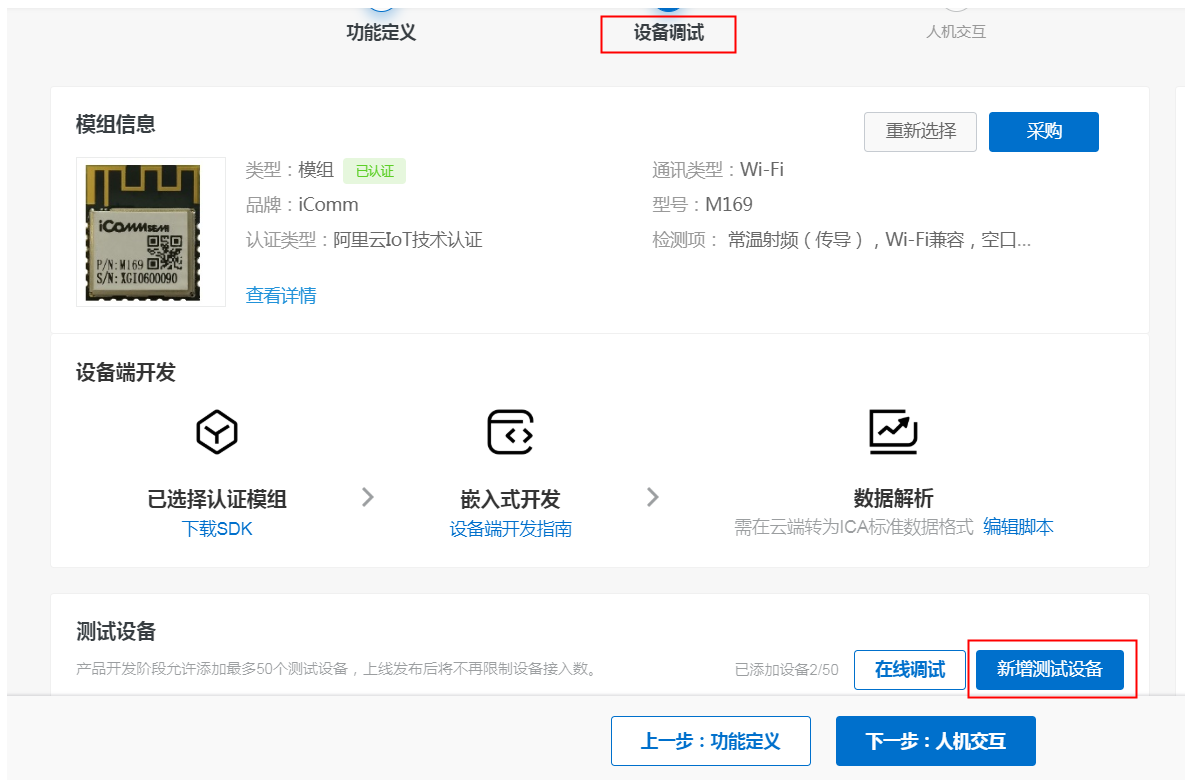 功能定义 设备调试 人机交互
模组信息 重新选择 采购
类型：模组 已认证 通讯类型：Wi-Fi
品牌：iComm 型号：M169
认证类型：阿里云IoT技术认证 检测项： 常温射频（传导），Wi-Fi兼容，空口...
iCommSEMI
P/N:M169
S/N:XGI0600090
查看详情
设备端开发
已选择认证模组 嵌入式开发 数据解析
下载SDK 设备端开发指南 需在云端转为ICA标准数据格式 编辑脚本
测试设备
产品开发阶段允许添加最多50个测试设备，上线发布后将不再限制设备接入数。 已添加设备2/50 在线调试 新增测试设备
上一步：功能定义 下一步：人机交互